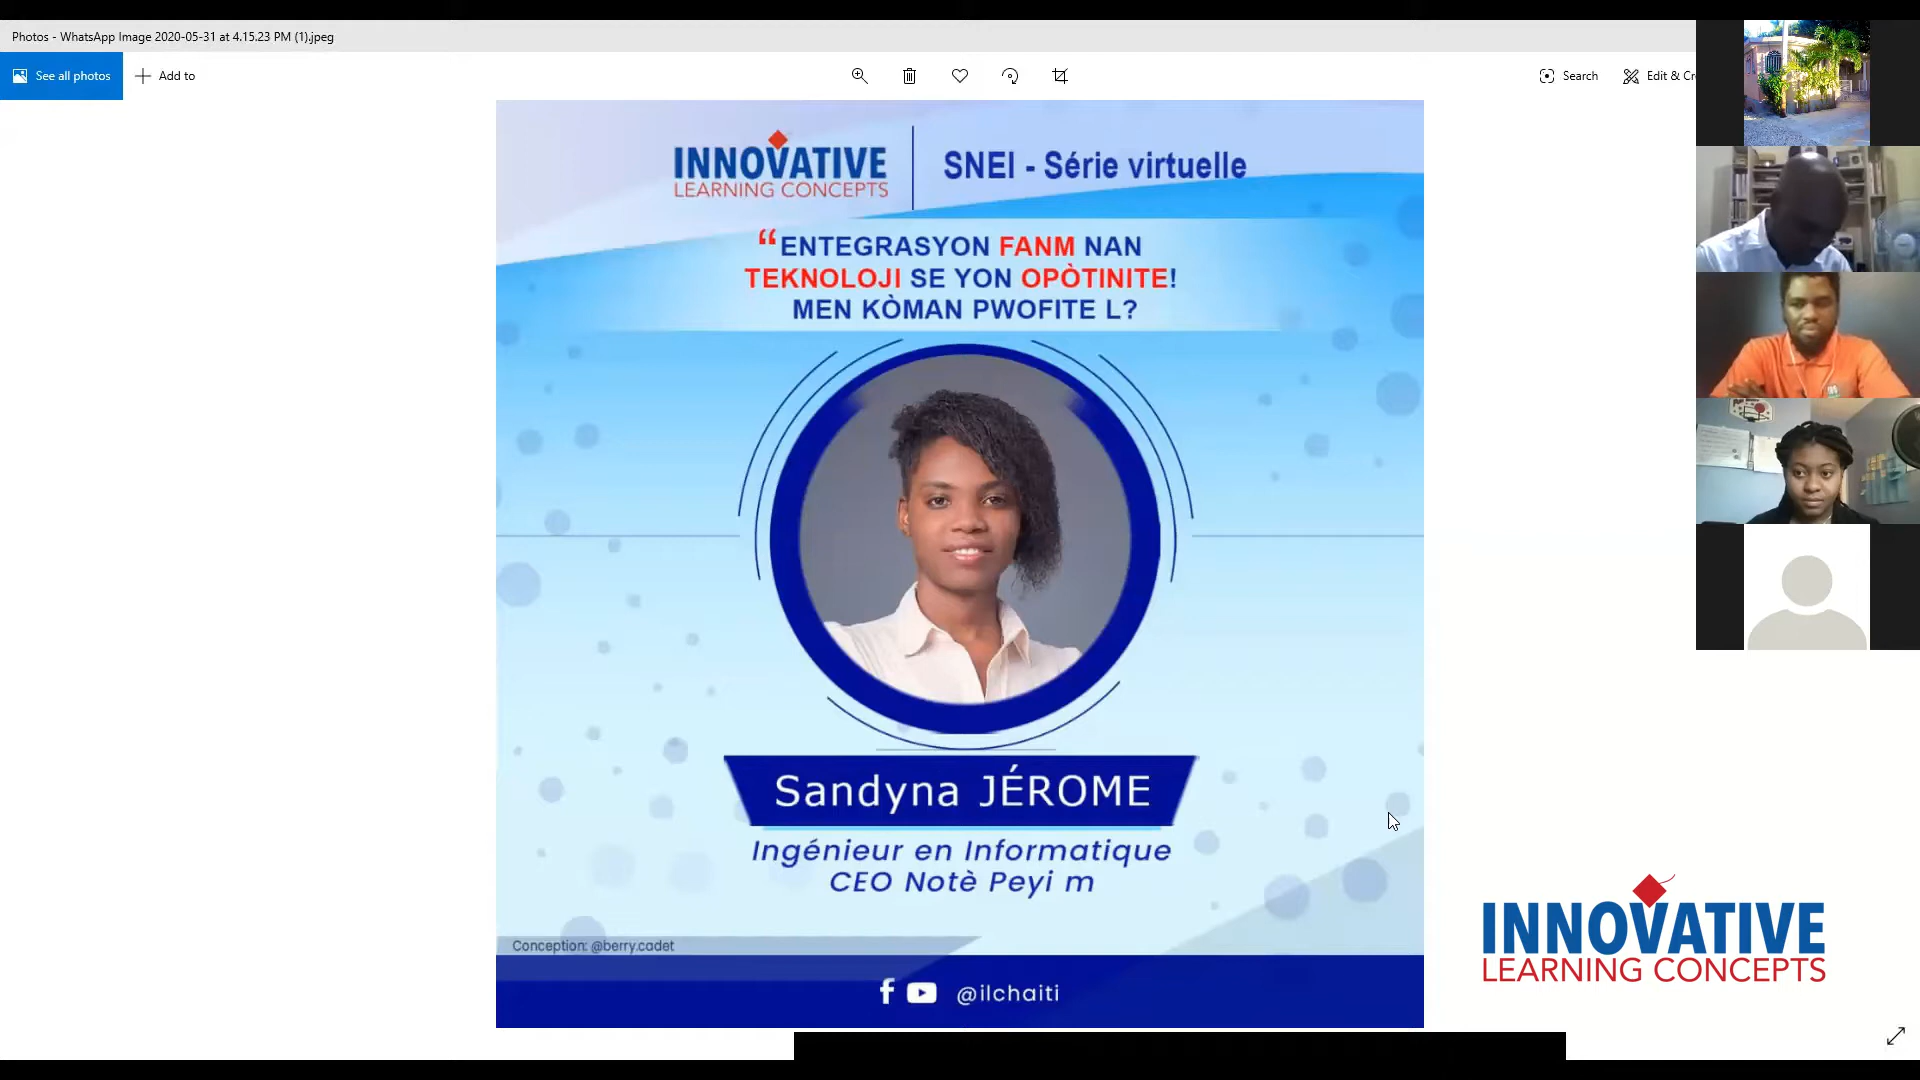 Photos - WhatsApp Image 2020-05-31 at 4.15.23 PM (1).jpeg
See all photos
Add to
Search
Edit & Cr
INNOVATIVE
LEARNING CONCEPTS
SNEI - Série virtuelle
“ENTEGRASYON FANM NAN
TEKNOLOJI SE YON OPÒTINITE!
MEN KÒMAN PWOFITE L?
Sandyna JÉROME
Ingénieur en Informatique
CEO Notè Peyi m
Conception: @berry.cadet
@ilchaiti
INNOVATIVE
LEARNING CONCEPTS